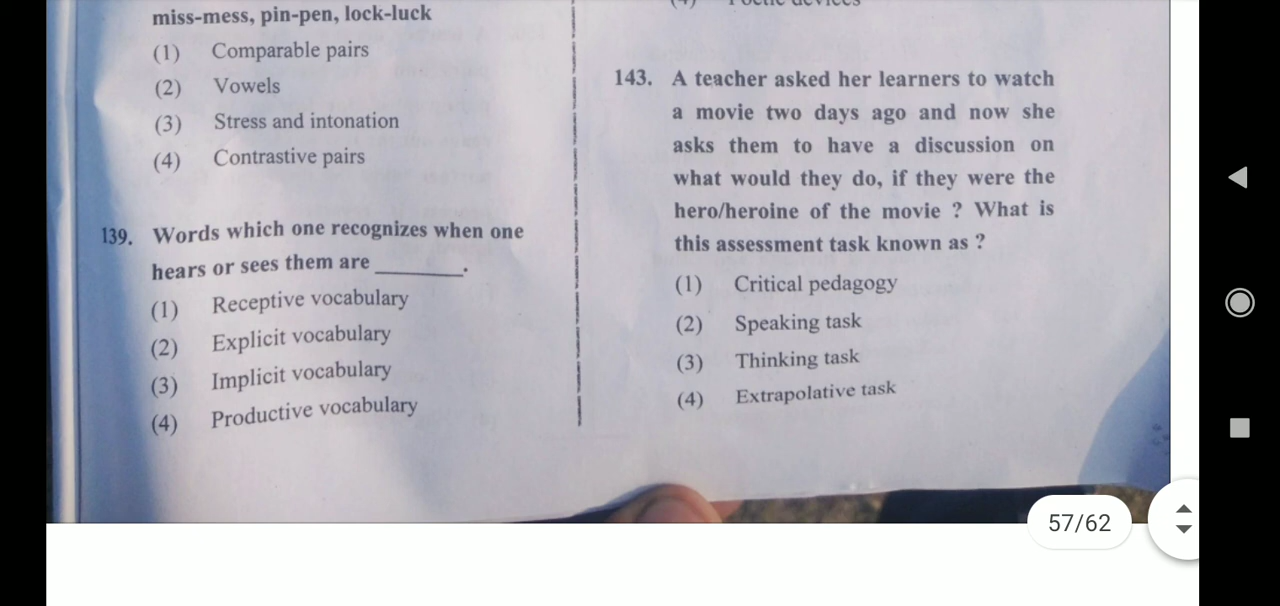 miss-mess, pin-pen, lock-luck
(1) Comparable pairs
(2) Vowels
(3) Stress and intonation
(4) Contrastive pairs
139. Words which one recognizes when one
hears or sees them are ________.
(1) Receptive vocabulary
(2) Explicit vocabulary
(3) Implicit vocabulary
(4) Productive vocabulary
(4) Poetic devices
143. A teacher asked her learners to watch
a movie two days ago and now she
asks them to have a discussion on
what would they do, if they were the
hero/heroine of the movie ? What is
this assessment task known as ?
(1) Critical pedagogy
(2) Speaking task
(3) Thinking task
(4) Extrapolative task
57/62